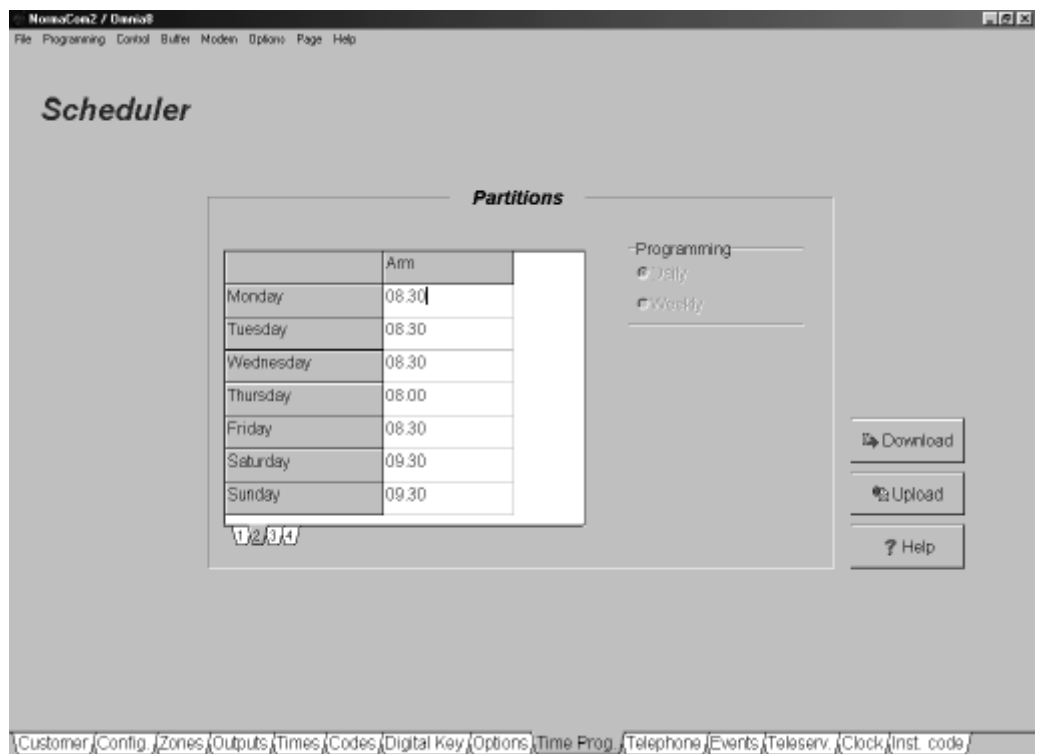 NormaCom2 / Omnia8
File Programming Control Buffer Modem Options Page Help
Scheduler
Partitions
Arm
Monday 08.30
Tuesday 08.30
Wednesday 08.30
Thursday 08.00
Friday 08.30
Saturday 09.30
Sunday 09.30
1 2 3 4
Programming
Daily
Weekly
Download
Upload
? Help
Customer Config. Zones Outputs Times Codes Digital Key Options Time Prog. Telephone Events Teleserv. Clock Inst. code